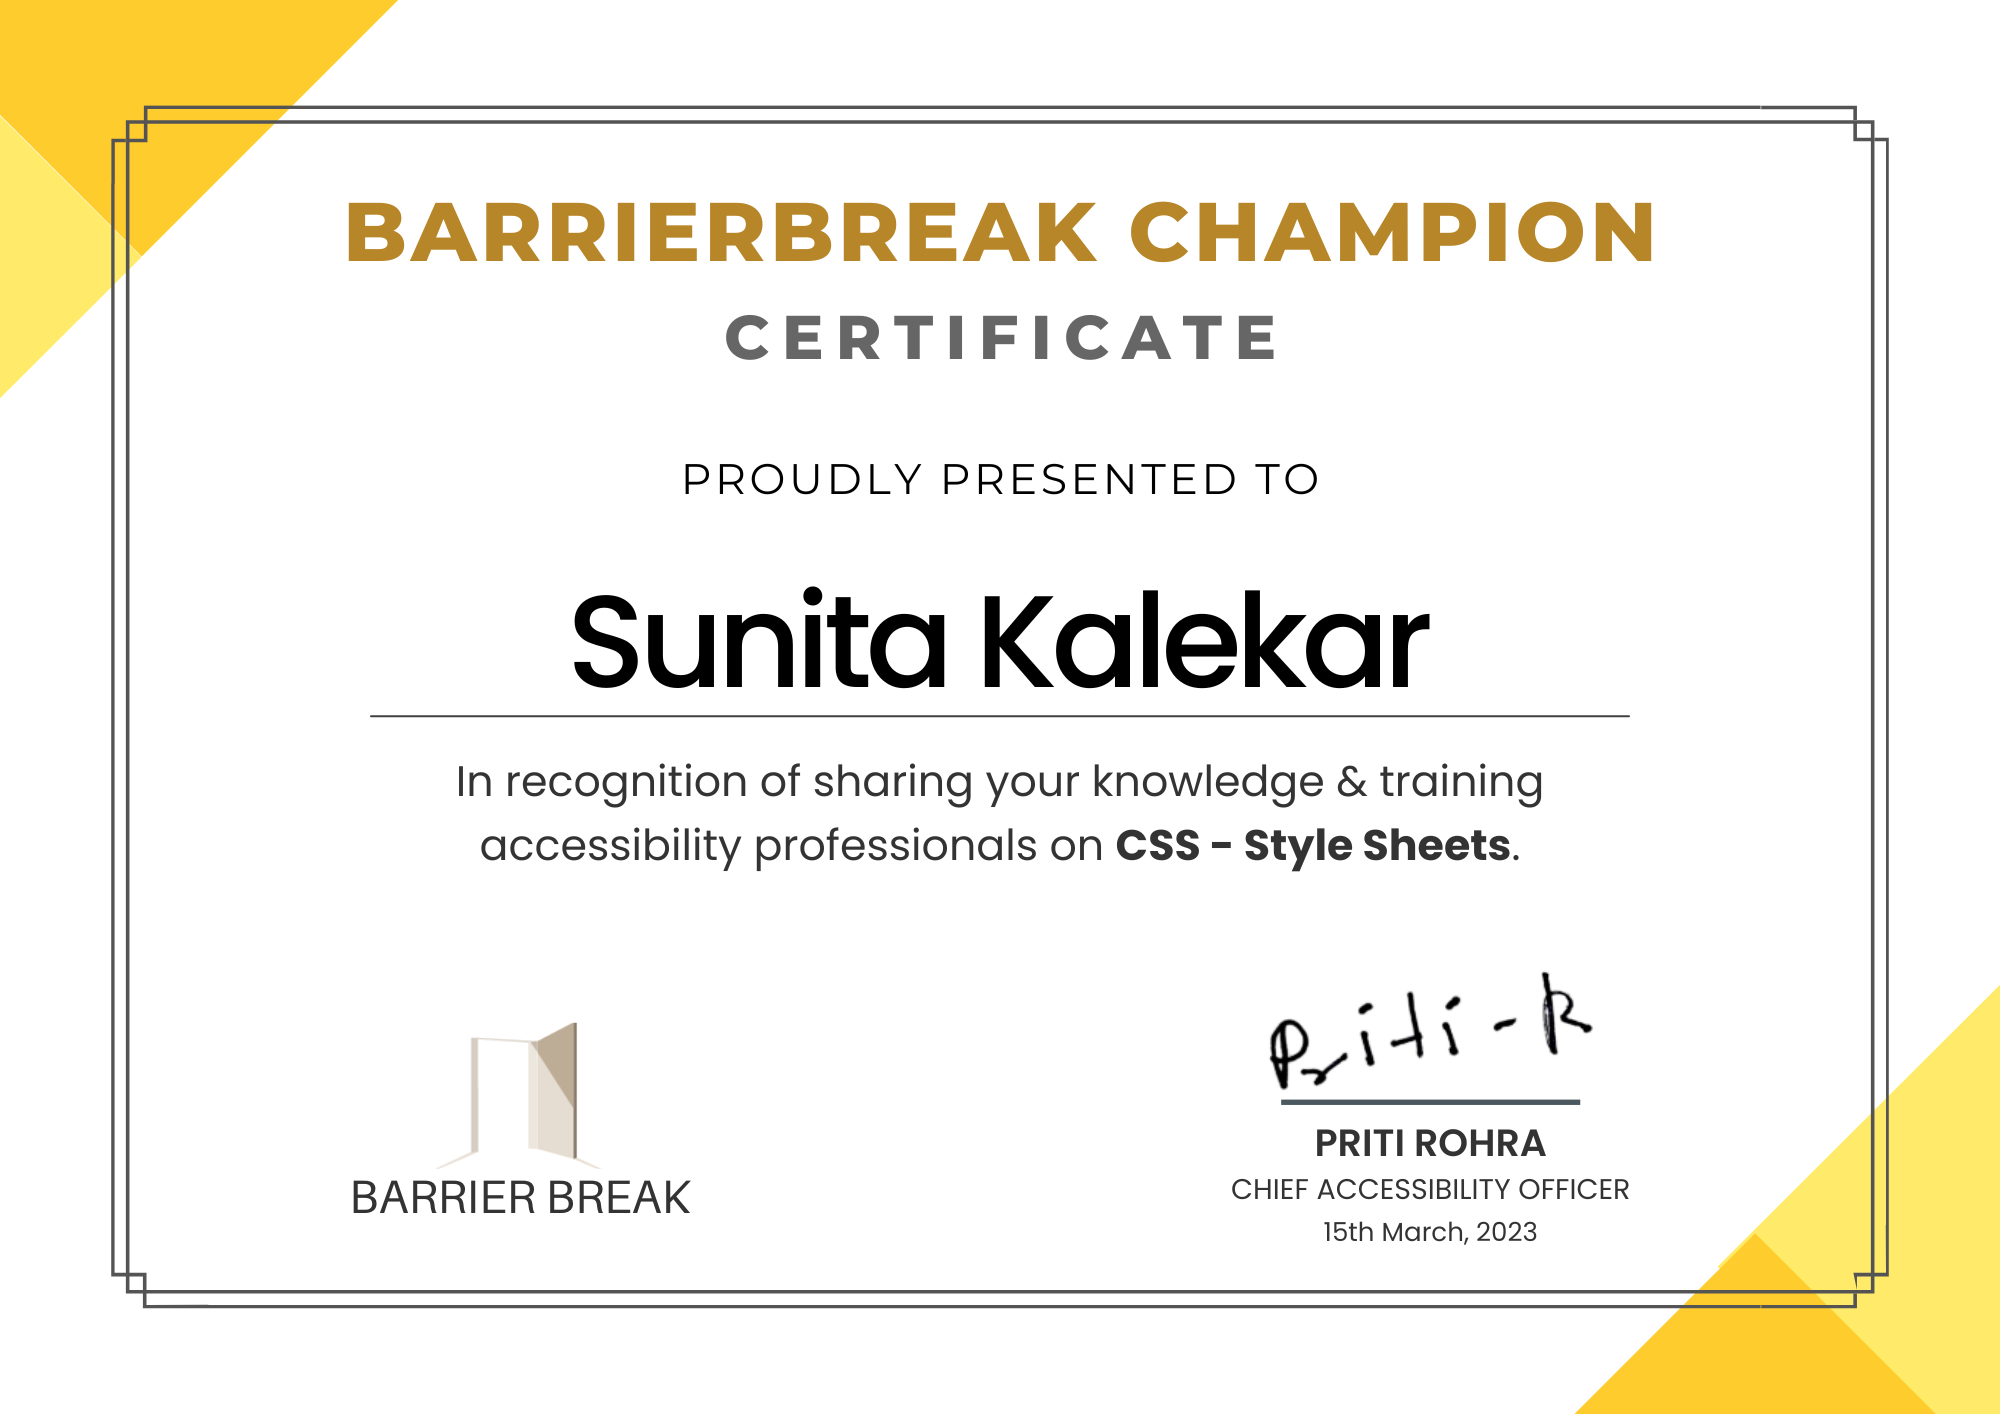 BARRIERBREAK CHAMPION
CERTIFICATE
PROUDLY PRESENTED TO
Sunita Kalekar
In recognition of sharing your knowledge & training
accessibility professionals on CSS - Style Sheets.
BARRIER BREAK
Priti-R
PRITI ROHRA
CHIEF ACCESSIBILITY OFFICER
15th March, 2023